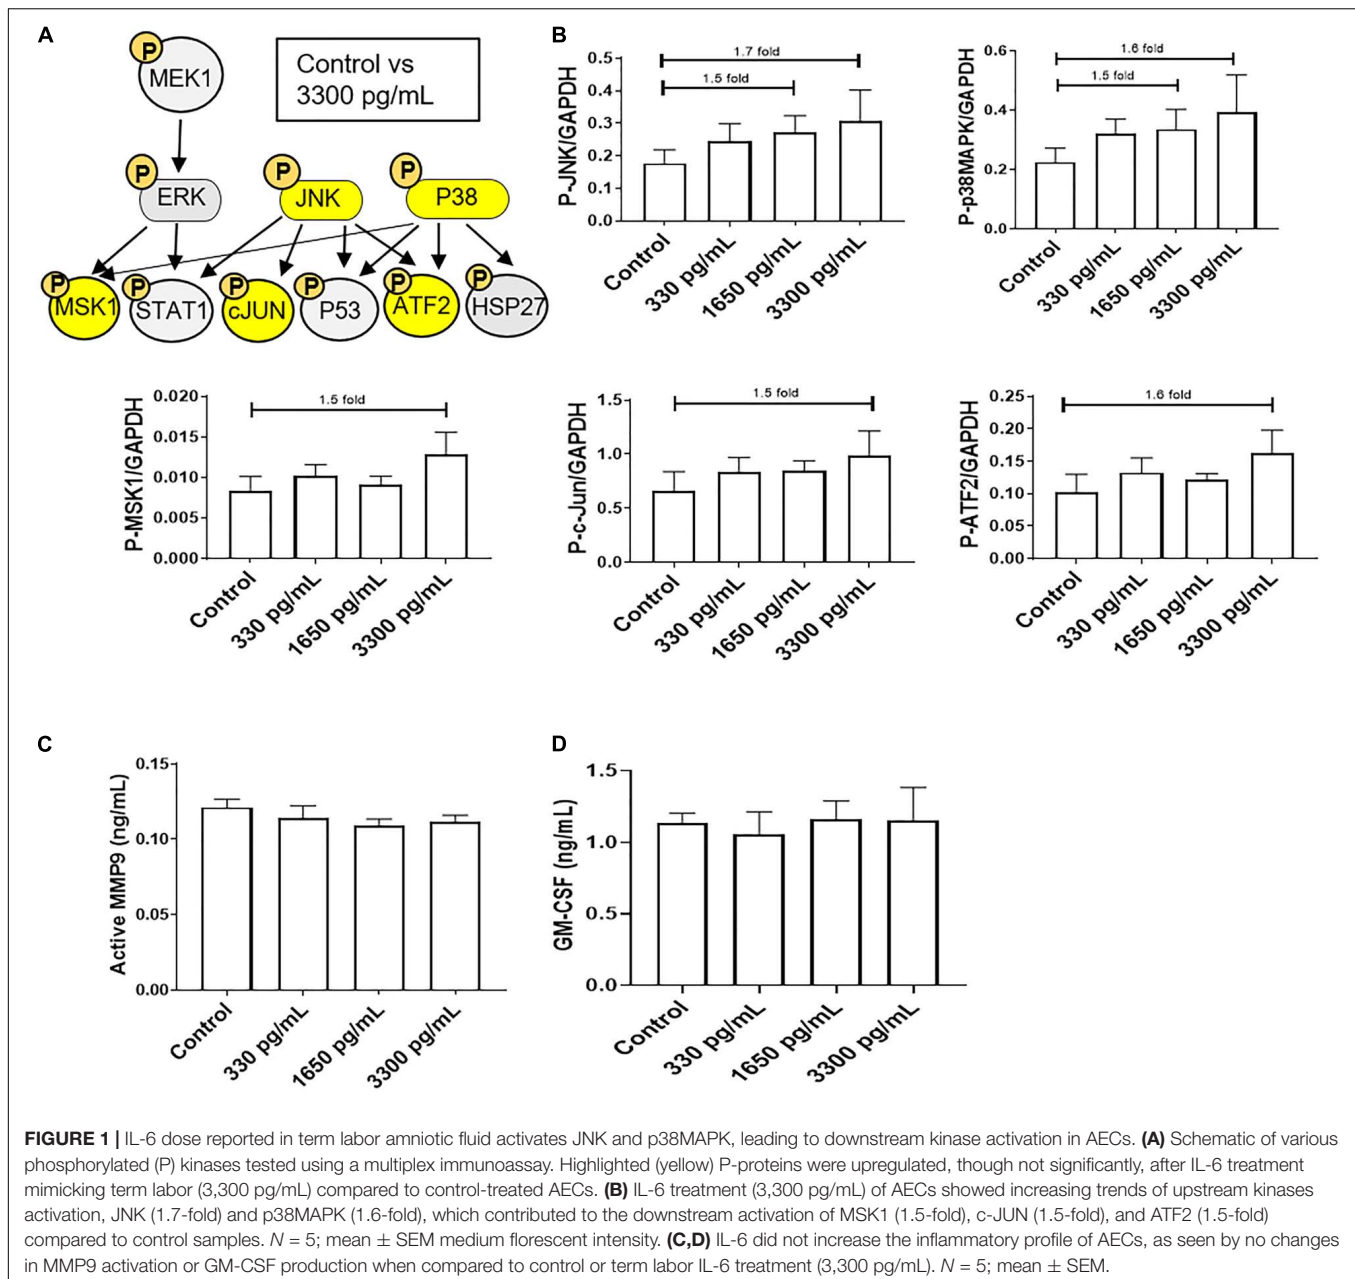 A
P
MEK1
Control vs
3300 pg/mL
P
ERK
P
JNK
P
P38
P
MSK1
P
STAT1
P
cJUN
P
P53
P
ATF2
P
HSP27
B
P-JNK/GAPDH
0.5
0.4
0.3
0.2
0.1
0.0
1.7 fold
1.5 fold
Control
330 pg/mL
1650 pg/mL
3300 pg/mL
P-p38MAPK/GAPDH
0.6
0.4
0.2
0.0
1.6 fold
1.5 fold
Control
330 pg/mL
1650 pg/mL
3300 pg/mL
P-MSK1/GAPDH
0.020
0.015
0.010
0.005
0.000
1.5 fold
Control
330 pg/mL
1650 pg/mL
3300 pg/mL
P-c-Jun/GAPDH
1.5
1.0
0.5
0.0
1.5 fold
Control
330 pg/mL
1650 pg/mL
3300 pg/mL
P-ATF2/GAPDH
0.25
0.20
0.15
0.10
0.05
0.00
1.6 fold
Control
330 pg/mL
1650 pg/mL
3300 pg/mL
C
Active MMP9 (ng/mL)
0.15
0.10
0.05
0.00
Control
330 pg/mL
1650 pg/mL
3300 pg/mL
D
GM-CSF (ng/mL)
1.5
1.0
0.5
0.0
Control
330 pg/mL
1650 pg/mL
3300 pg/mL
FIGURE 1 | IL-6 dose reported in term labor amniotic fluid activates JNK and p38MAPK, leading to downstream kinase activation in AECs. (A) Schematic of various
phosphorylated (P) kinases tested using a multiplex immunoassay. Highlighted (yellow) P-proteins were upregulated, though not significantly, after IL-6 treatment
mimicking term labor (3,300 pg/mL) compared to control-treated AECs. (B) IL-6 treatment (3,300 pg/mL) of AECs showed increasing trends of upstream kinases
activation, JNK (1.7-fold) and p38MAPK (1.6-fold), which contributed to the downstream activation of MSK1 (1.5-fold), c-JUN (1.5-fold), and ATF2 (1.5-fold)
compared to control samples. N = 5; mean ± SEM medium florescent intensity. (C,D) IL-6 did not increase the inflammatory profile of AECs, as seen by no changes
in MMP9 activation or GM-CSF production when compared to control or term labor IL-6 treatment (3,300 pg/mL). N = 5; mean ± SEM.